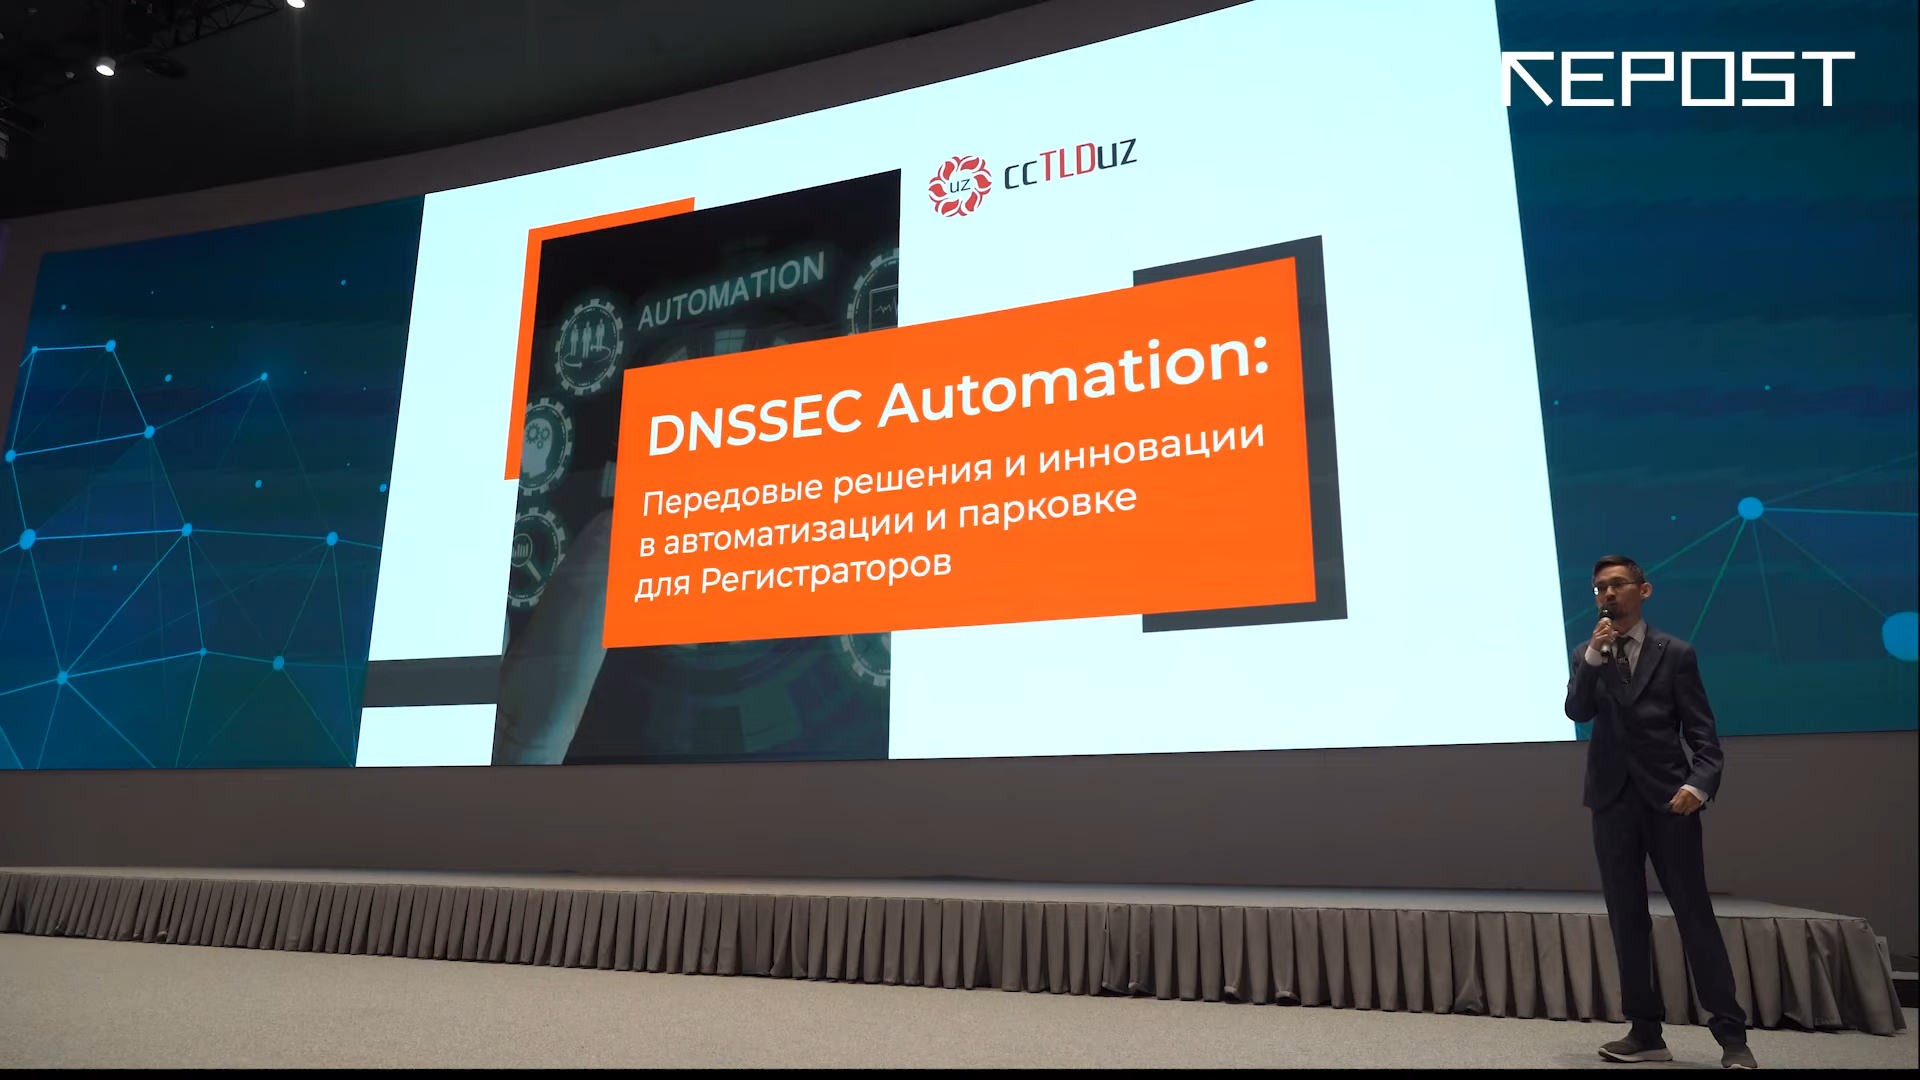 REPOST
UZ
ccTLDuz
AUTOMATION
DNSSEC Automation:
Передовые решения и инновации
в автоматизации и парковке
для Регистраторов